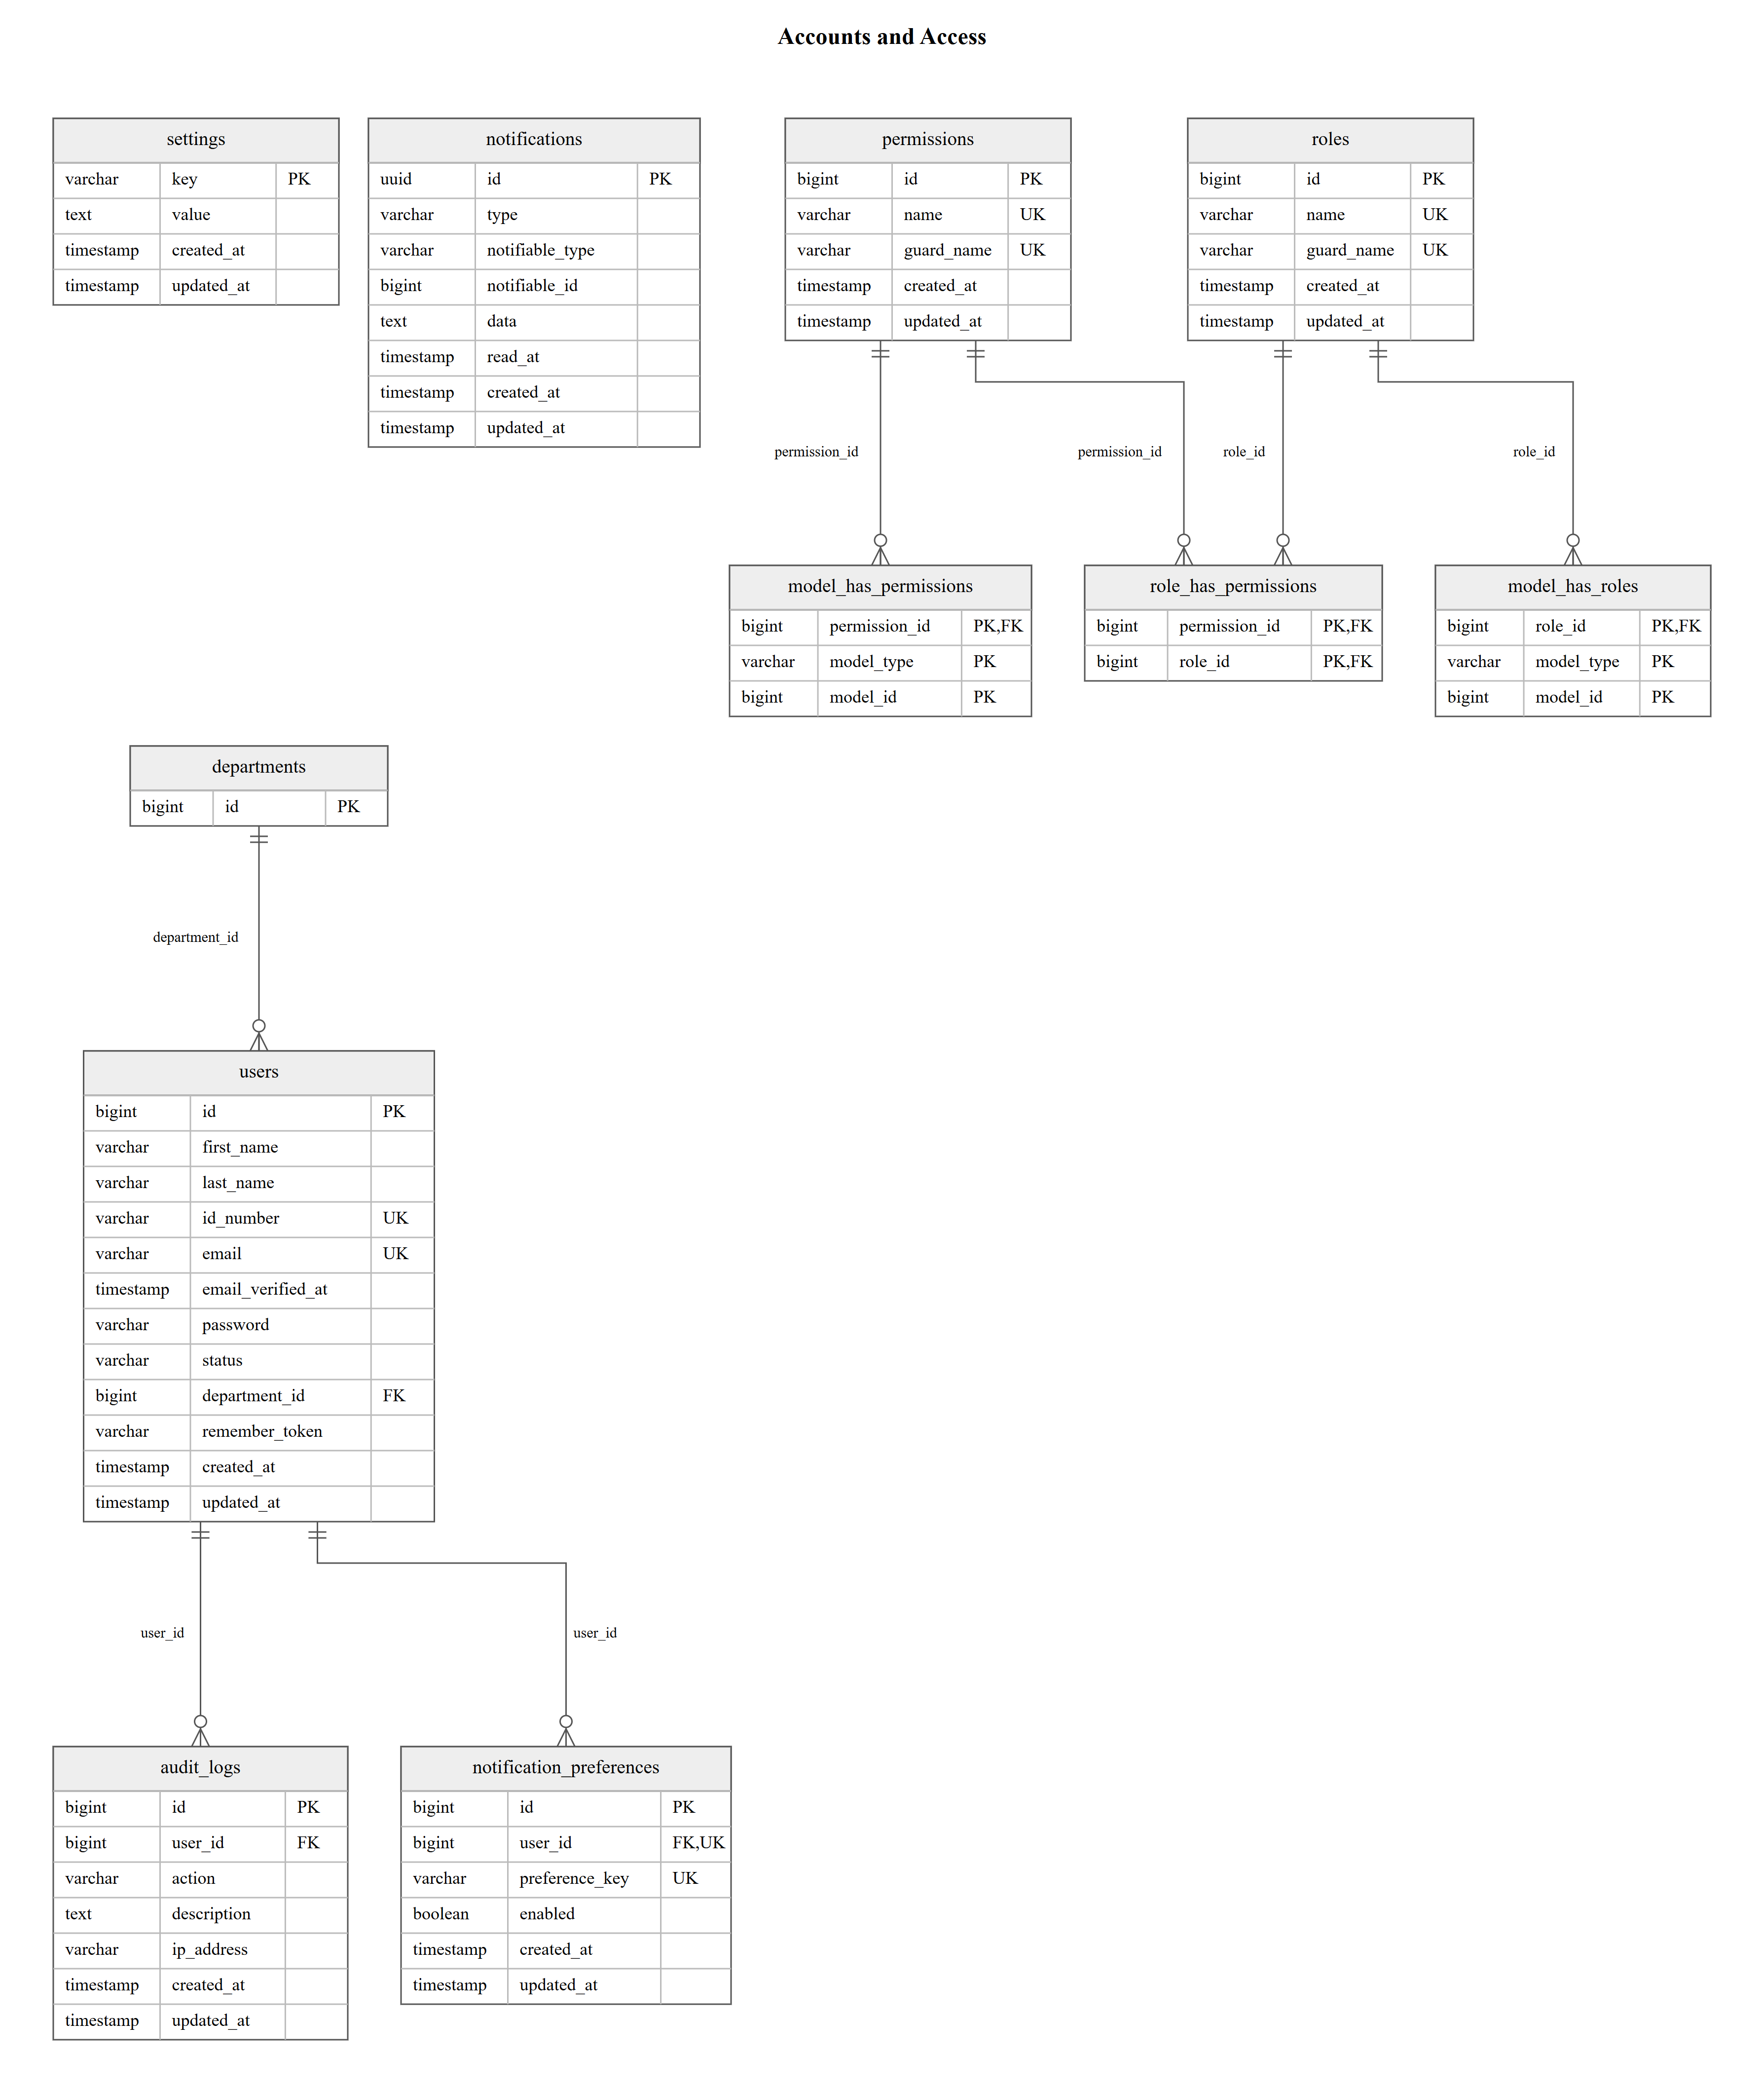 Accounts and Access
settings
varchar key PK
text value
timestamp created_at
timestamp updated_at
notifications
uuid id PK
varchar type
varchar notifiable_type
bigint notifiable_id
text data
timestamp read_at
timestamp created_at
timestamp updated_at
permissions
bigint id PK
varchar name UK
varchar guard_name UK
timestamp created_at
timestamp updated_at
roles
bigint id PK
varchar name UK
varchar guard_name UK
timestamp created_at
timestamp updated_at
permission_id
permission_id
role_id
role_id
model_has_permissions
bigint permission_id PK,FK
varchar model_type PK
bigint model_id PK
role_has_permissions
bigint permission_id PK,FK
bigint role_id PK,FK
model_has_roles
bigint role_id PK,FK
varchar model_type PK
bigint model_id PK
departments
bigint id PK
department_id
users
bigint id PK
varchar first_name
varchar last_name
varchar id_number UK
varchar email UK
timestamp email_verified_at
varchar password
varchar status
bigint department_id FK
varchar remember_token
timestamp created_at
timestamp updated_at
user_id
user_id
audit_logs
bigint id PK
bigint user_id FK
varchar action
text description
varchar ip_address
timestamp created_at
timestamp updated_at
notification_preferences
bigint id PK
bigint user_id FK,UK
varchar preference_key UK
boolean enabled
timestamp created_at
timestamp updated_at